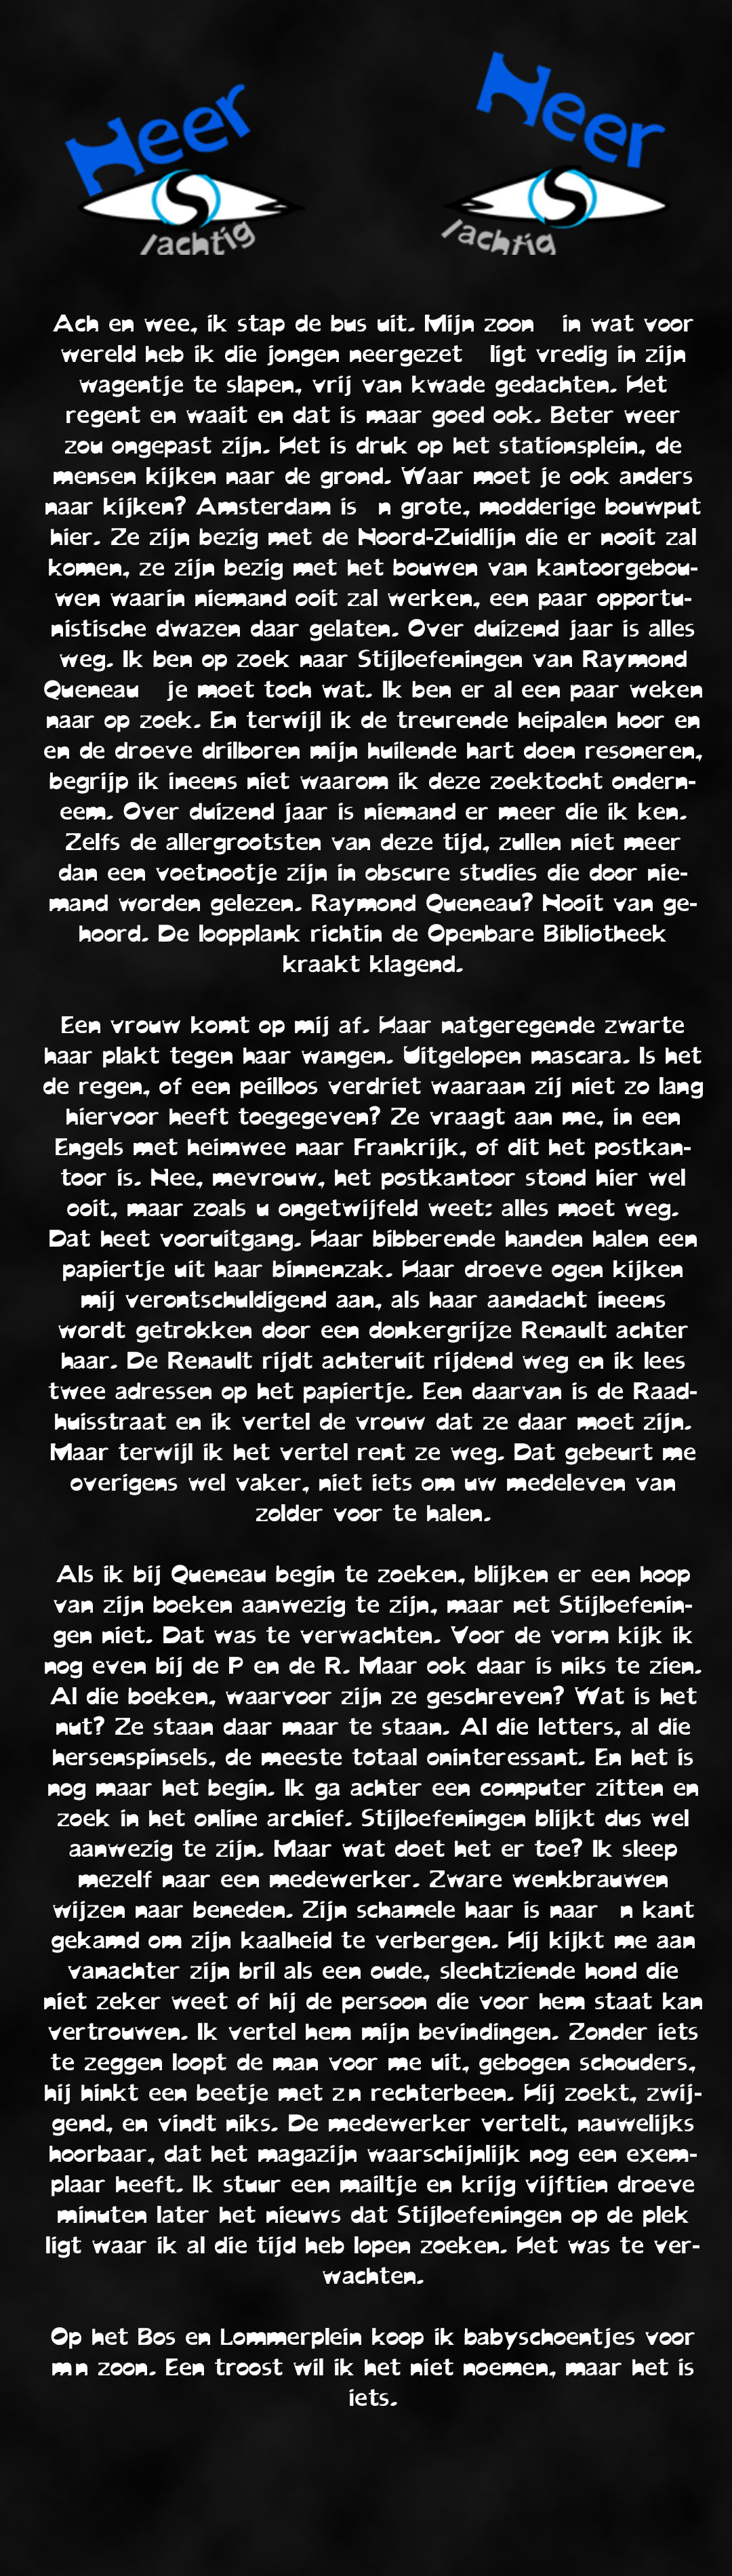 Heer Heer
S S
lachtig lachtig
Ach en wee, ik stap de bus uit. Mijn zoon in wat voor
wereld heb ik die jongen neergezet ligt vredig in zijn
wagentje te slapen, vrij van kwade gedachten. Het
regent en waait en dat is maar goed ook. Beter weer
zou ongepast zijn. Het is druk op het stationsplein, de
mensen kijken naar de grond. Waar moet je ook anders
naar kijken? Amsterdam is n grote, modderige bouwput
hier. Ze zijn bezig met de Noord-Zuidlijn die er nooit zal
komen, ze zijn bezig met het bouwen van kantoorgebou-
wen waarin niemand ooit zal werken, een paar opportu-
nistische dwazen daar gelaten. Over duizend jaar is alles
weg. Ik ben op zoek naar Stijloefeningen van Raymond
Queneau je moet toch wat. Ik ben er al een paar weken
naar op zoek. En terwijl ik de treurende heipalen hoor en
en de droeve drilboren mijn huilende hart doen resoneren,
begrijp ik ineens niet waarom ik deze zoektocht ondern-
eem. Over duizend jaar is niemand er meer die ik ken.
Zelfs de allergrootsten van deze tijd, zullen niet meer
dan een voetnootje zijn in obscure studies die door nie-
mand worden gelezen. Raymond Queneau? Nooit van ge-
hoord. De loopplank richtin de Openbare Bibliotheek
kraakt klagend.
Een vrouw komt op mij af. Haar natgeregende zwarte
haar plakt tegen haar wangen. Uitgelopen mascara. Is het
de regen, of een peilloos verdriet waaraan zij niet zo lang
hiervoor heeft toegegeven? Ze vraagt aan me, in een
Engels met heimwee naar Frankrijk, of dit het postkan-
toor is. Nee, mevrouw, het postkantoor stond hier wel
ooit, maar zoals u ongetwijfeld weet: alles moet weg.
Dat heet vooruitgang. Haar bibberende handen halen een
papiertje uit haar binnenzak. Haar droeve ogen kijken
mij verontschuldigend aan, als haar aandacht ineens
wordt getrokken door een donkergrijze Renault achter
haar. De Renault rijdt achteruit rijdend weg en ik lees
twee adressen op het papiertje. Een daarvan is de Raad-
huisstraat en ik vertel de vrouw dat ze daar moet zijn.
Maar terwijl ik het vertel rent ze weg. Dat gebeurt me
overigens wel vaker, niet iets om uw medeleven van
zolder voor te halen.
Als ik bij Queneau begin te zoeken, blijken er een hoop
van zijn boeken aanwezig te zijn, maar net Stijloefenin-
gen niet. Dat was te verwachten. Voor de vorm kijk ik
nog even bij de P en de R. Maar ook daar is niks te zien.
Al die boeken, waarvoor zijn ze geschreven? Wat is het
nut? Ze staan daar maar te staan. Al die letters, al die
hersenspinsels, de meeste totaal oninteressant. En het is
nog maar het begin. Ik ga achter een computer zitten en
zoek in het online archief. Stijloefeningen blijkt dus wel
aanwezig te zijn. Maar wat doet het er toe? Ik sleep
mezelf naar een medewerker. Zware wenkbrauwen
wijzen naar beneden. Zijn schamele haar is naar n kant
gekamd om zijn kaalheid te verbergen. Hij kijkt me aan
vanachter zijn bril als een oude, slechtziende hond die
niet zeker weet of hij de persoon die voor hem staat kan
vertrouwen. Ik vertel hem mijn bevindingen. Zonder iets
te zeggen loopt de man voor me uit, gebogen schouders,
hij hinkt een beetje met zn rechterbeen. Hij zoekt, zwij-
gend, en vindt niks. De medewerker vertelt, nauwelijks
hoorbaar, dat het magazijn waarschijnlijk nog een exem-
plaar heeft. Ik stuur een mailtje en krijg vijftien droeve
minuten later het nieuws dat Stijloefeningen op de plek
ligt waar ik al die tijd heb lopen zoeken. Het was te ver-
wachten.
Op het Bos en Lommerplein koop ik babyschoentjes voor
mn zoon. Een troost wil ik het niet noemen, maar het is
iets.